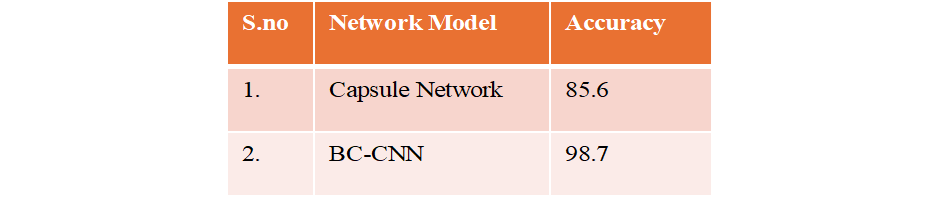 S.no Network Model Accuracy
1. Capsule Network 85.6
2. BC-CNN 98.7